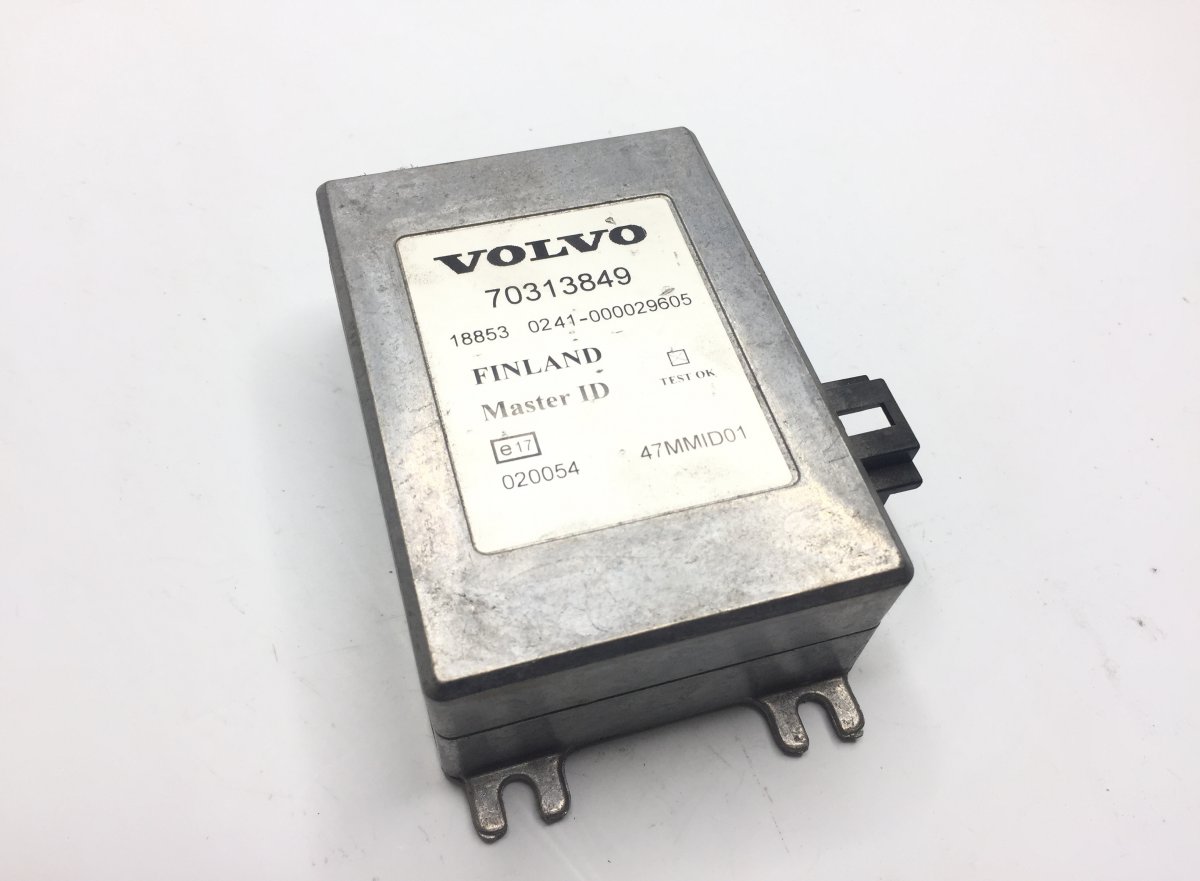 VOLVO
70313849
18853 0241-000029605
FINLAND
Master ID
TEST OK
e17
020054 47MMID01